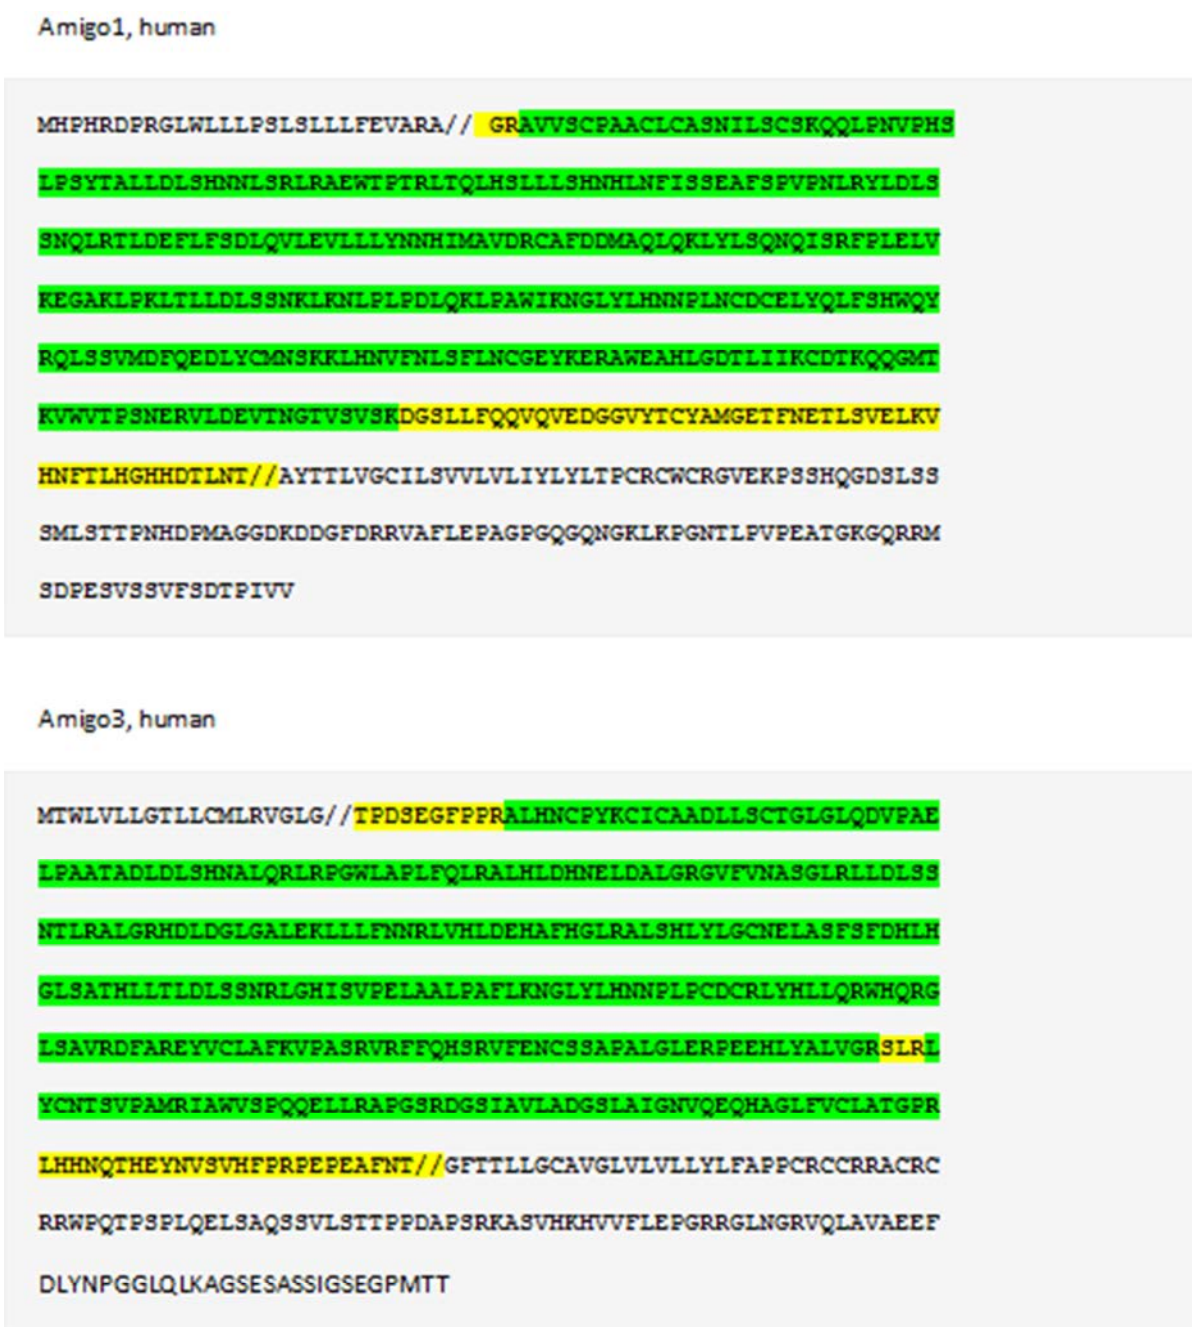 Amigo1, human
MHPHRDPRGLWLLLPSLSLLLFEVARA// GRAVVSCPAACLCASNILSCSKQQLPNVPHS
LPSYTALLDLSHNNLSRLRAEWTPTRLTQLHSLLLSHNHLNFISSEAFSPVPNLRYLDLS
SNQLRTLDEFLFSDLQVLEVLLLYNNHIMAVDRCAFDDMAQLQKLYLSQNQISRFPLELV
KEGAKLPKLTLLDLSSNKLKNLPLPDLQKLPAWIKNGLYLHNNPLNCDCELYQLFSHWQY
RQLSSVMDFQEDLYCMNSKKLHNVFNLSFLNCGEYKERAWEAHLGDTLIIKCDTKQQGMT
KVWVTPSNERVLDEVTNGTVSVSKDGSLLFQQVQVEDGGVYTCYAMGETFNETLSVELKV
HNFTLHGHHDTLNT//AYTTLVGCILSVVLVLIYLYLTPCRCWCRGVEKPSSHQGDSLSS
SMLSTTPNHDPMAGGDKDDGFDRRVAFLEPAGPGQGQNGKLKPGNTLPVPEATGKGQRRM
SDPESVSSVFSDTPIVV
Amigo3, human
MTWLVLLGTLLCMLRVGLG//TPDSEGFPPRALHNCPYKCICAADLLSCTGLGLQDVPAE
LPAATADLDLSHNALQRLRPGWLAPLFQLRALHLDHNELDALGRGVFVNASGLRLLDLSS
NTLRALGRHDLDGLGALEKLLLFNNRLVHLDEHAFHGLRALSHLYLGCNELASFSFDHLH
GLSATHLLTLDLSSNRLGHISVPELAALPAFLKNGLYLHNNPLPCDCRLYHLLQRWHQRG
LSAVRDFAREYVCLAFKVPASRVRFFQHSRVFENCSSAPALGLERPEEHLYALVGRSLRL
YCNTSVPAMRIAWVSPQQELLRAPGSRDGSIAVLADGSLAIGNVQEQHAGLFVCLATGPR
LHHNQTHEYNVSVHFPRPEPEAFNT//GFTTLLGCAVGLVLVLLYLFAPPCRCCRRACRC
RRWPQTPSPLQELSAQSSVLSTTPPDAPSRKASVHKHVVFLEPGRRGLNGRVQLAVAEEF
DLYNPGGLQLKAGSESASSIGSEGPMTT